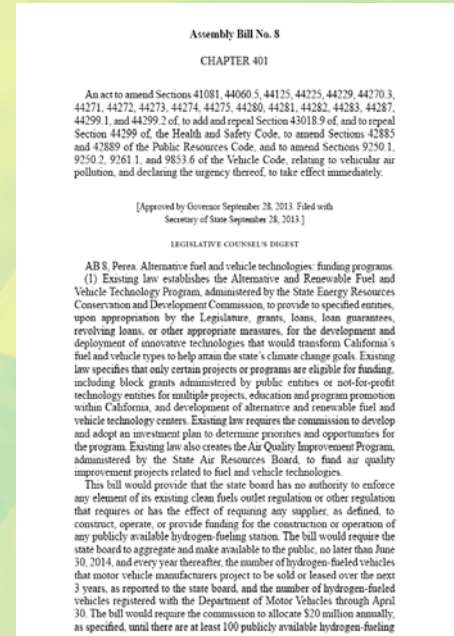 Assembly Bill No. 8
CHAPTER 401
An act to amend Sections 41081, 44060.5, 44125, 44225, 44229, 44270.3,
44271, 44272, 44273, 44274, 44275, 44280, 44281, 44282, 44283, 44287,
44299.1, and 44299.2 of, to add and repeal Section 43018.9 of, and to repeal
Section 44299 of, the Health and Safety Code, to amend Sections 42885
and 42889 of the Public Resources Code, and to amend Sections 9250.1,
9250.2, 9261.1, and 9853.6 of the Vehicle Code, relating to vehicular air
pollution, and declaring the urgency thereof, to take effect immediately.
[Approved by Governor September 28, 2013. Filed with
Secretary of State September 28, 2013.]
LEGISLATIVE COUNSEL'S DIGEST
AB 8, Perea. Alternative fuel and vehicle technologies: funding programs.
(1) Existing law establishes the Alternative and Renewable Fuel and
Vehicle Technology Program, administered by the State Energy Resources
Conservation and Development Commission, to provide to specified entities,
upon appropriation by the Legislature, grants, loans, loan guarantees,
revolving loans, or other appropriate measures, for the development and
deployment of innovative technologies that would transform California's
fuel and vehicle types to help attain the state's climate change goals. Existing
law specifies that only certain projects or programs are eligible for funding,
including block grants administered by public entities or not-for-profit
technology entities for multiple projects, education and program promotion
within California, and development of alternative and renewable fuel and
vehicle technology centers. Existing law requires the commission to develop
and adopt an investment plan to determine priorities and opportunities for
the program. Existing law also creates the Air Quality Improvement Program,
administered by the State Air Resources Board, to fund air quality
improvement projects related to fuel and vehicle technologies.
This bill would provide that the state board has no authority to enforce
any element of its existing clean fuels outlet regulation or other regulation
that requires or has the effect of requiring any supplier, as defined, to
construct, operate, or provide funding for the construction or operation of
any publicly available hydrogen-fueling station. The bill would require the
state board to aggregate and make available to the public, no later than June
30, 2014, and every year thereafter, the number of hydrogen-fueled vehicles
that motor vehicle manufacturers project to be sold or leased over the next
3 years, as reported to the state board, and the number of hydrogen-fueled
vehicles registered with the Department of Motor Vehicles through April
30. The bill would require the commission to allocate $20 million annually,
as specified, until there are at least 100 publicly available hydrogen-fueling